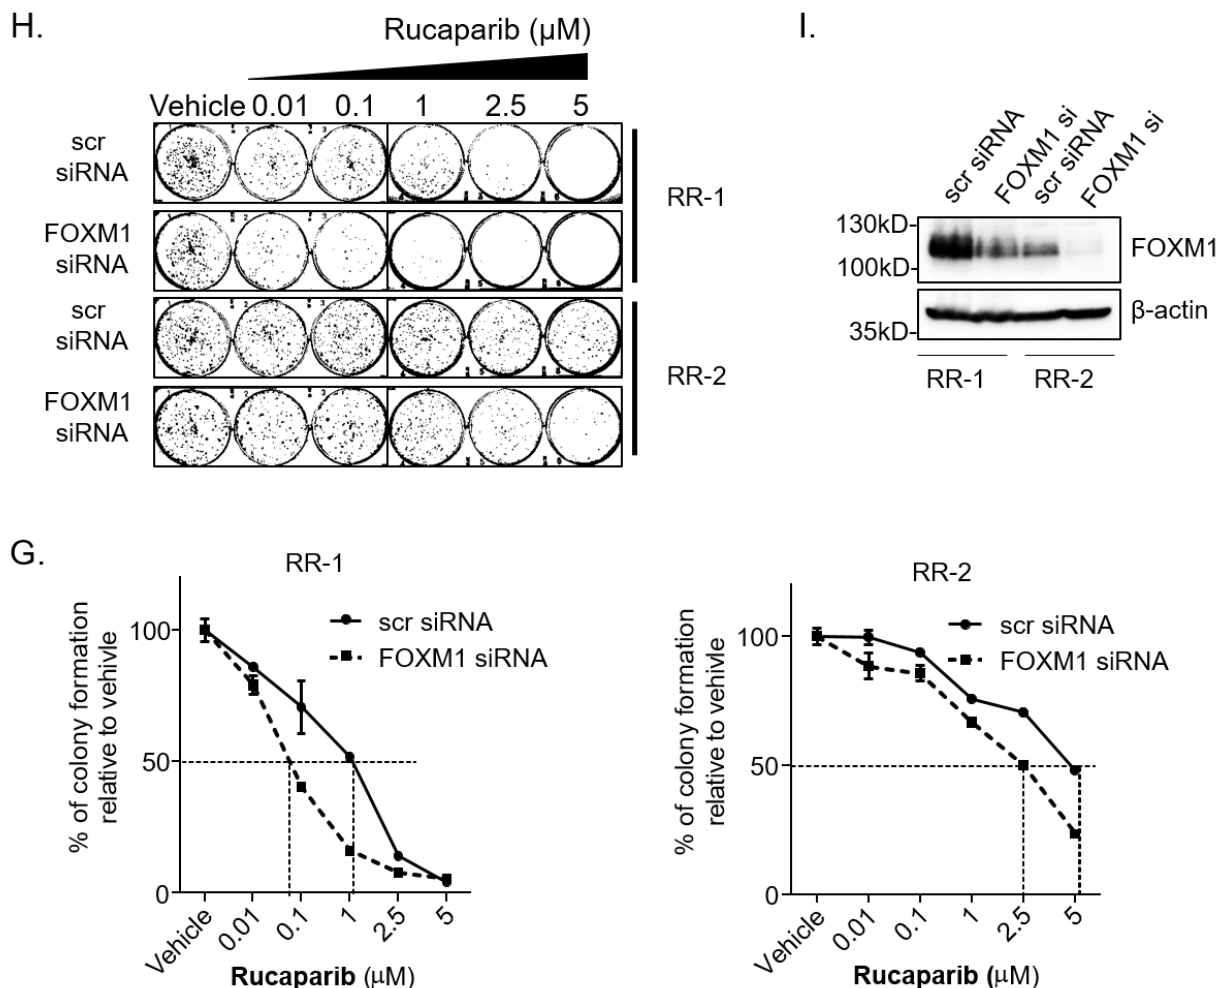 H.
Rucaparib (µM)
Vehicle 0.01 0.1 1 2.5 5
scr
siRNA
FOXM1
siRNA
RR-1
scr
siRNA
FOXM1
siRNA
RR-2
I.
scr siRNA
FOXM1 si
scr siRNA
FOXM1 si
130kD
100kD
FOXM1
35kD
β-actin
RR-1 RR-2
G.
RR-1
scr siRNA
FOXM1 siRNA
% of colony formation
relative to vehivle
100
50
0
Vehicle 0.01 0.1 1 2.5 5
Rucaparib (µM)
RR-2
scr siRNA
FOXM1 siRNA
% of colony formation
relative to vehivle
100
50
0
Vehicle 0.01 0.1 1 2.5 5
Rucaparib (µM)